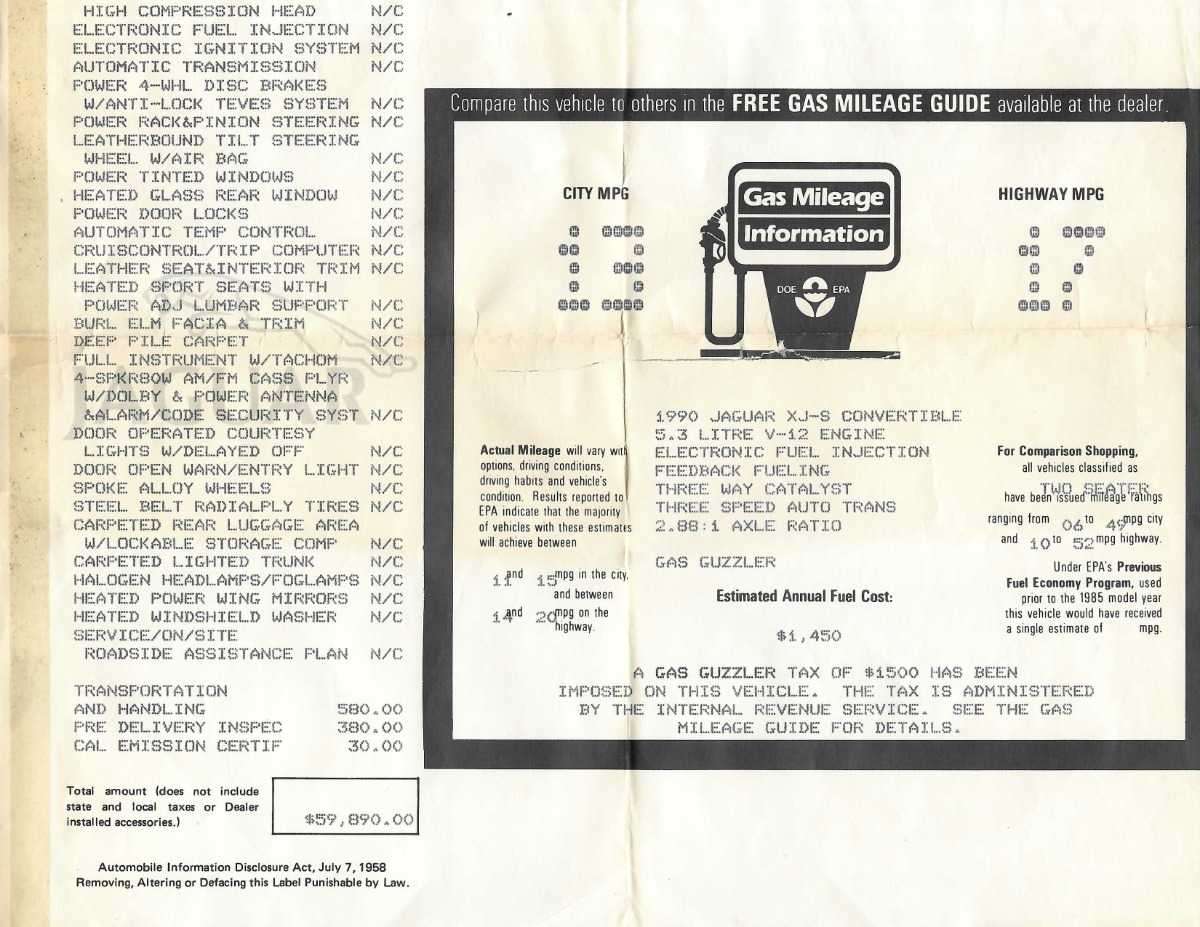 HIGH COMPRESSION HEAD N/C
ELECTRONIC FUEL INJECTION N/C
ELECTRONIC IGNITION SYSTEM N/C
AUTOMATIC TRANSMISSION N/C
POWER 4-WHL DISC BRAKES
W/ANTI-LOCK TEVES SYSTEM N/C
POWER RACK&PINION STEERING N/C
LEATHERBOUND TILT STEERING
WHEEL W/AIR BAG N/C
POWER TINTED WINDOWS N/C
HEATED GLASS REAR WINDOW N/C
POWER DOOR LOCKS N/C
AUTOMATIC TEMP CONTROL N/C
CRUISCONTROL/TRIP COMPUTER N/C
LEATHER SEAT&INTERIOR TRIM N/C
HEATED SPORT SEATS WITH
POWER ADJ LUMBAR SUPPORT N/C
BURL ELM FACIA & TRIM N/C
DEEP PILE CARPET N/C
FULL INSTRUMENT W/TACHOM N/C
4-SPKR80W AM/FM CASS PLYR
W/DOLBY & POWER ANTENNA
&ALARM/CODE SECURITY SYST N/C
DOOR OPERATED COURTESY
LIGHTS W/DELAYED OFF N/C
DOOR OPEN WARN/ENTRY LIGHT N/C
SPOKE ALLOY WHEELS N/C
STEEL BELT RADIALPLY TIRES N/C
CARPETED REAR LUGGAGE AREA
W/LOCKABLE STORAGE COMP N/C
CARPETED LIGHTED TRUNK N/C
HALOGEN HEADLAMPS/FOGLAMPS N/C
HEATED POWER WING MIRRORS N/C
HEATED WINDSHIELD WASHER N/C
SERVICE/ON/SITE
ROADSIDE ASSISTANCE PLAN N/C
TRANSPORTATION
AND HANDLING 580.00
PRE DELIVERY INSPEC 380.00
CAL EMISSION CERTIF 30.00
JAGUAR
Total amount (does not include
state and local taxes or Dealer
installed accessories.)
$59,890.00
Automobile Information Disclosure Act, July 7, 1958
Removing, Altering or Defacing this Label Punishable by Law.
Compare this vehicle to others in the FREE GAS MILEAGE GUIDE available at the dealer.
CITY MPG
13
Gas Mileage
Information
DOE EPA
HIGHWAY MPG
17
1990 JAGUAR XJ-S CONVERTIBLE
5.3 LITRE V-12 ENGINE
ELECTRONIC FUEL INJECTION
FEEDBACK FUELING
THREE WAY CATALYST
THREE SPEED AUTO TRANS
2.88:1 AXLE RATIO
GAS GUZZLER
Estimated Annual Fuel Cost:
$1,450
Actual Mileage will vary with
options, driving conditions,
driving habits and vehicle's
condition. Results reported to
EPA indicate that the majority
of vehicles with these estimates
will achieve between
11 and 15 mpg in the city,
and between
14 and 20 mpg on the
highway.
For Comparison Shopping,
all vehicles classified as
TWO SEATER
have been issued mileage ratings
ranging from 06 to 49 mpg city
and 10 to 52 mpg highway.
Under EPA's Previous
Fuel Economy Program, used
prior to the 1985 model year
this vehicle would have received
a single estimate of mpg.
A GAS GUZZLER TAX OF $1500 HAS BEEN
IMPOSED ON THIS VEHICLE. THE TAX IS ADMINISTERED
BY THE INTERNAL REVENUE SERVICE. SEE THE GAS
MILEAGE GUIDE FOR DETAILS.